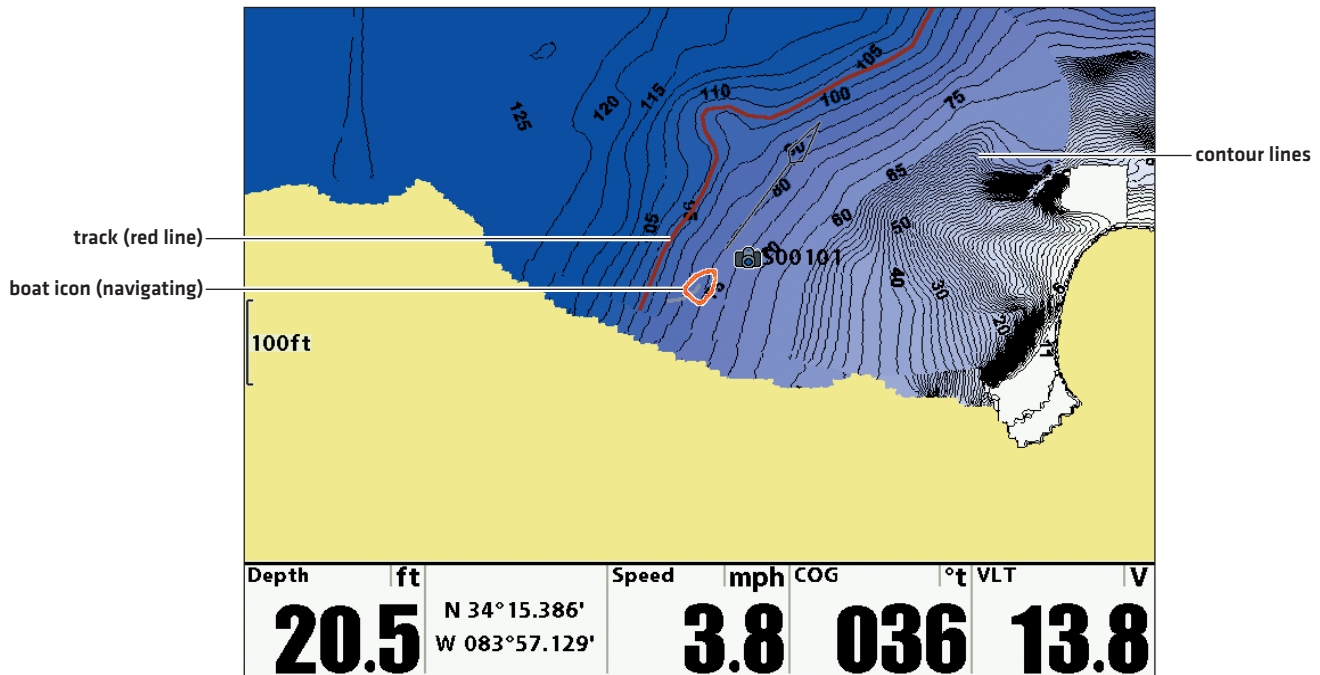 105
75
115
110
100
120
125
contour lines
80
65
60
50
track (red line)
S00101
boat icon (navigating)
40
30
20
100ft
11
Depth ft
20.5
N 34°15.386'
W 083°57.129'
Speed mph
3.8
COG °t
036
VLT V
13.8